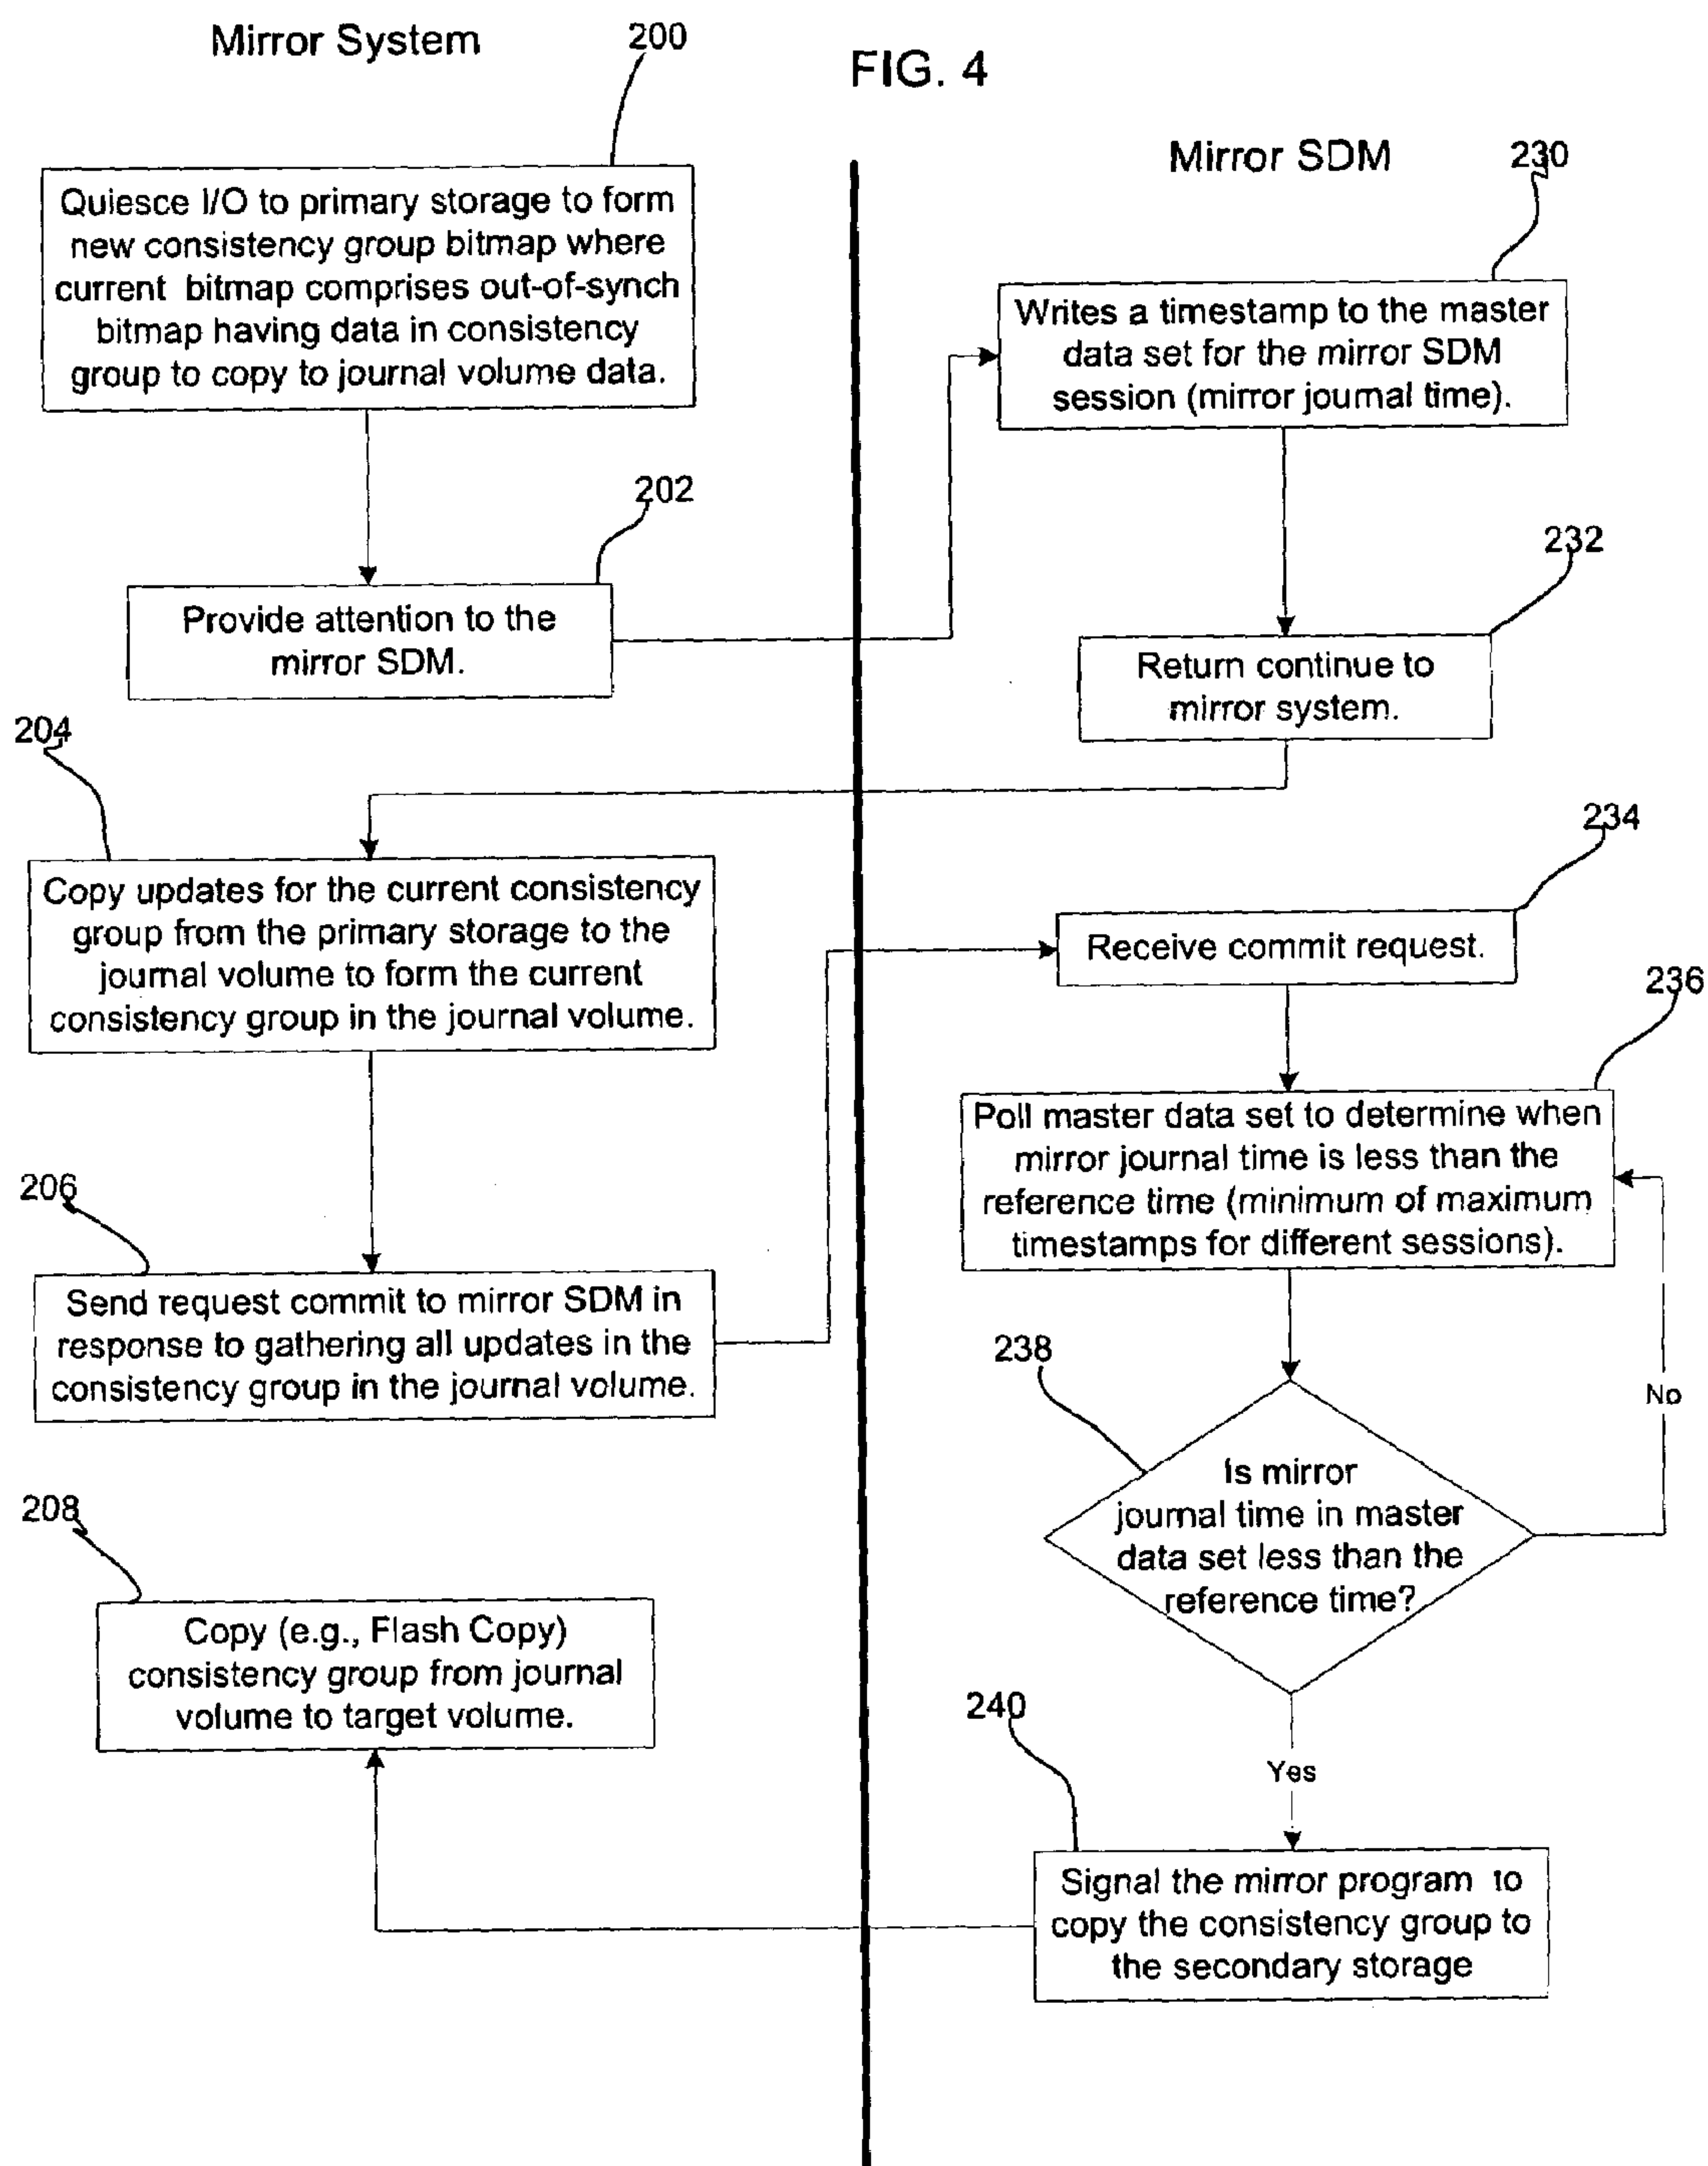 Mirror System
200
FIG. 4
Quiesce I/O to primary storage to form
new consistency group bitmap where
current bitmap comprises out-of-synch
bitmap having data in consistency
group to copy to journal volume data.
202
Provide attention to the
mirror SDM.
204
Copy updates for the current consistency
group from the primary storage to the
journal volume to form the current
consistency group in the journal volume.
206
Send request commit to mirror SDM in
response to gathering all updates in the
consistency group in the journal volume.
208
Copy (e.g., Flash Copy)
consistency group from journal
volume to target volume.
Mirror SDM
230
Writes a timestamp to the master
data set for the mirror SDM
session (mirror journal time).
232
Return continue to
mirror system.
234
Receive commit request.
236
Poll master data set to determine when
mirror journal time is less than the
reference time (minimum of maximum
timestamps for different sessions).
238
Is mirror
journal time in master
data set less than the
reference time?
No
Yes
240
Signal the mirror program to
copy the consistency group to
the secondary storage